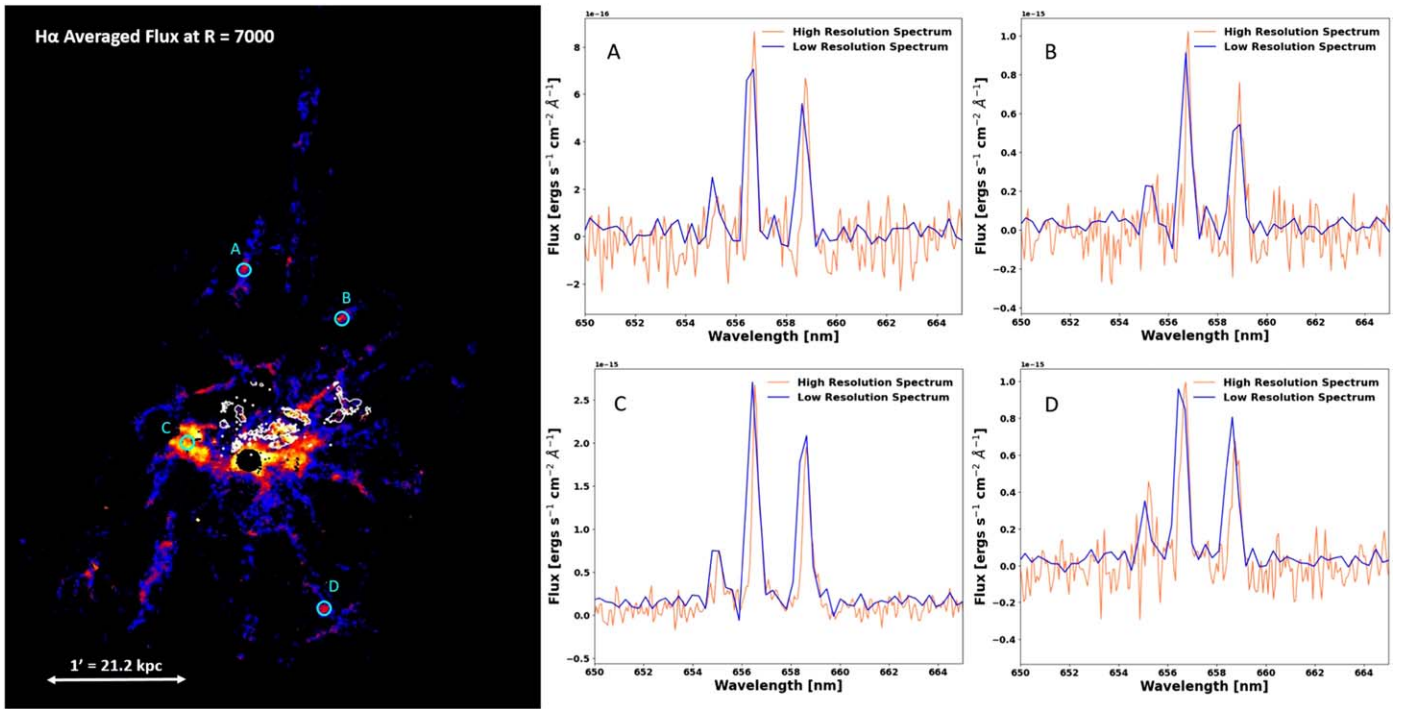 Hα Averaged Flux at R = 7000
A
B
C
D
1’ = 21.2 kpc
1e−16
A
High Resolution Spectrum
Low Resolution Spectrum
8
6
4
2
0
−2
Flux [ergs s⁻¹ cm⁻² Å⁻¹]
650 652 654 656 658 660 662 664
Wavelength [nm]
1e−15
B
High Resolution Spectrum
Low Resolution Spectrum
1.0
0.8
0.6
0.4
0.2
0.0
−0.2
−0.4
Flux [ergs s⁻¹ cm⁻² Å⁻¹]
650 652 654 656 658 660 662 664
Wavelength [nm]
1e−15
C
High Resolution Spectrum
Low Resolution Spectrum
2.5
2.0
1.5
1.0
0.5
0.0
−0.5
Flux [ergs s⁻¹ cm⁻² Å⁻¹]
650 652 654 656 658 660 662 664
Wavelength [nm]
1e−15
D
High Resolution Spectrum
Low Resolution Spectrum
1.0
0.8
0.6
0.4
0.2
0.0
−0.2
−0.4
Flux [ergs s⁻¹ cm⁻² Å⁻¹]
650 652 654 656 658 660 662 664
Wavelength [nm]